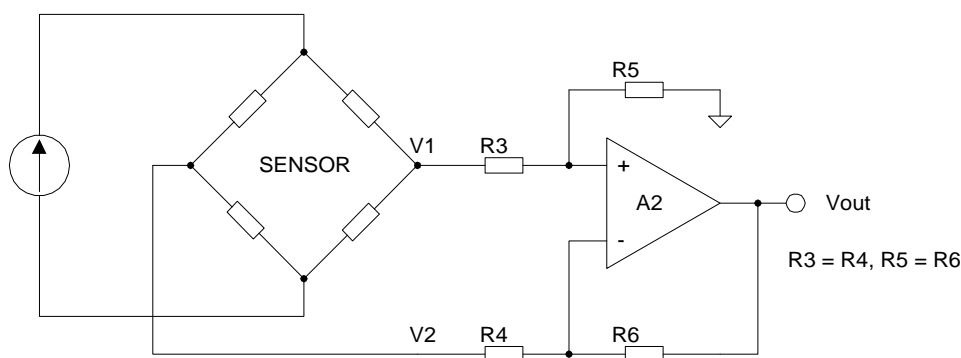 R5
V1
R3
SENSOR
+
A2
-
Vout
R3 = R4, R5 = R6
V2
R4
R6